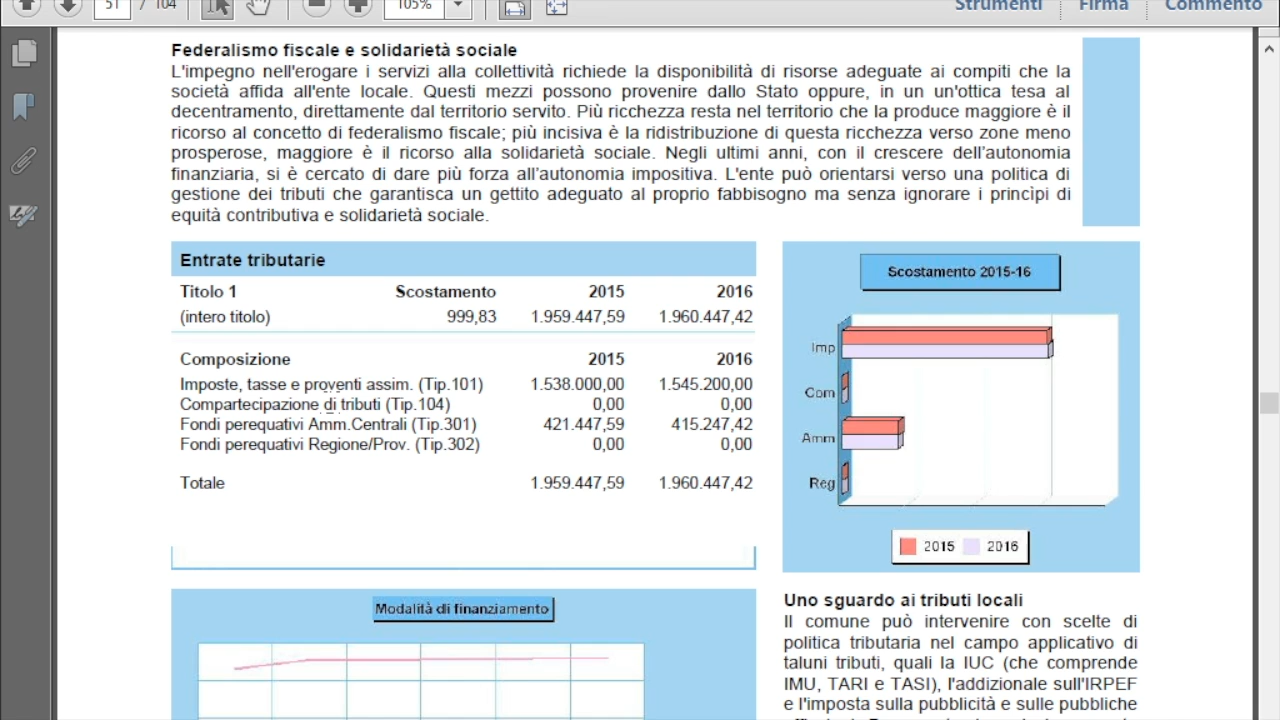 51 / 104
105%
Strumenti Firma Commento
Federalismo fiscale e solidarietà sociale
L'impegno nell'erogare i servizi alla collettività richiede la disponibilità di risorse adeguate ai compiti che la
società affida all'ente locale. Questi mezzi possono provenire dallo Stato oppure, in un un'ottica tesa al
decentramento, direttamente dal territorio servito. Più ricchezza resta nel territorio che la produce maggiore è il
ricorso al concetto di federalismo fiscale; più incisiva è la ridistribuzione di questa ricchezza verso zone meno
prosperose, maggiore è il ricorso alla solidarietà sociale. Negli ultimi anni, con il crescere dell'autonomia
finanziaria, si è cercato di dare più forza all'autonomia impositiva. L'ente può orientarsi verso una politica di
gestione dei tributi che garantisca un gettito adeguato al proprio fabbisogno ma senza ignorare i princìpi di
equità contributiva e solidarietà sociale.
Entrate tributarie
Titolo 1 Scostamento 2015 2016
(intero titolo) 999,83 1.959.447,59 1.960.447,42
Composizione 2015 2016
Imposte, tasse e proventi assim. (Tip.101) 1.538.000,00 1.545.200,00
Compartecipazione di tributi (Tip.104) 0,00 0,00
Fondi perequativi Amm.Centrali (Tip.301) 421.447,59 415.247,42
Fondi perequativi Regione/Prov. (Tip.302) 0,00 0,00
Totale 1.959.447,59 1.960.447,42
Scostamento 2015-16
Imp
Com
Amm
Reg
2015 2016
Modalità di finanziamento
Uno sguardo ai tributi locali
Il comune può intervenire con scelte di
politica tributaria nel campo applicativo di
taluni tributi, quali la IUC (che comprende
IMU, TARI e TASI), l'addizionale sull'IRPEF
e l'imposta sulla pubblicità e sulle pubbliche